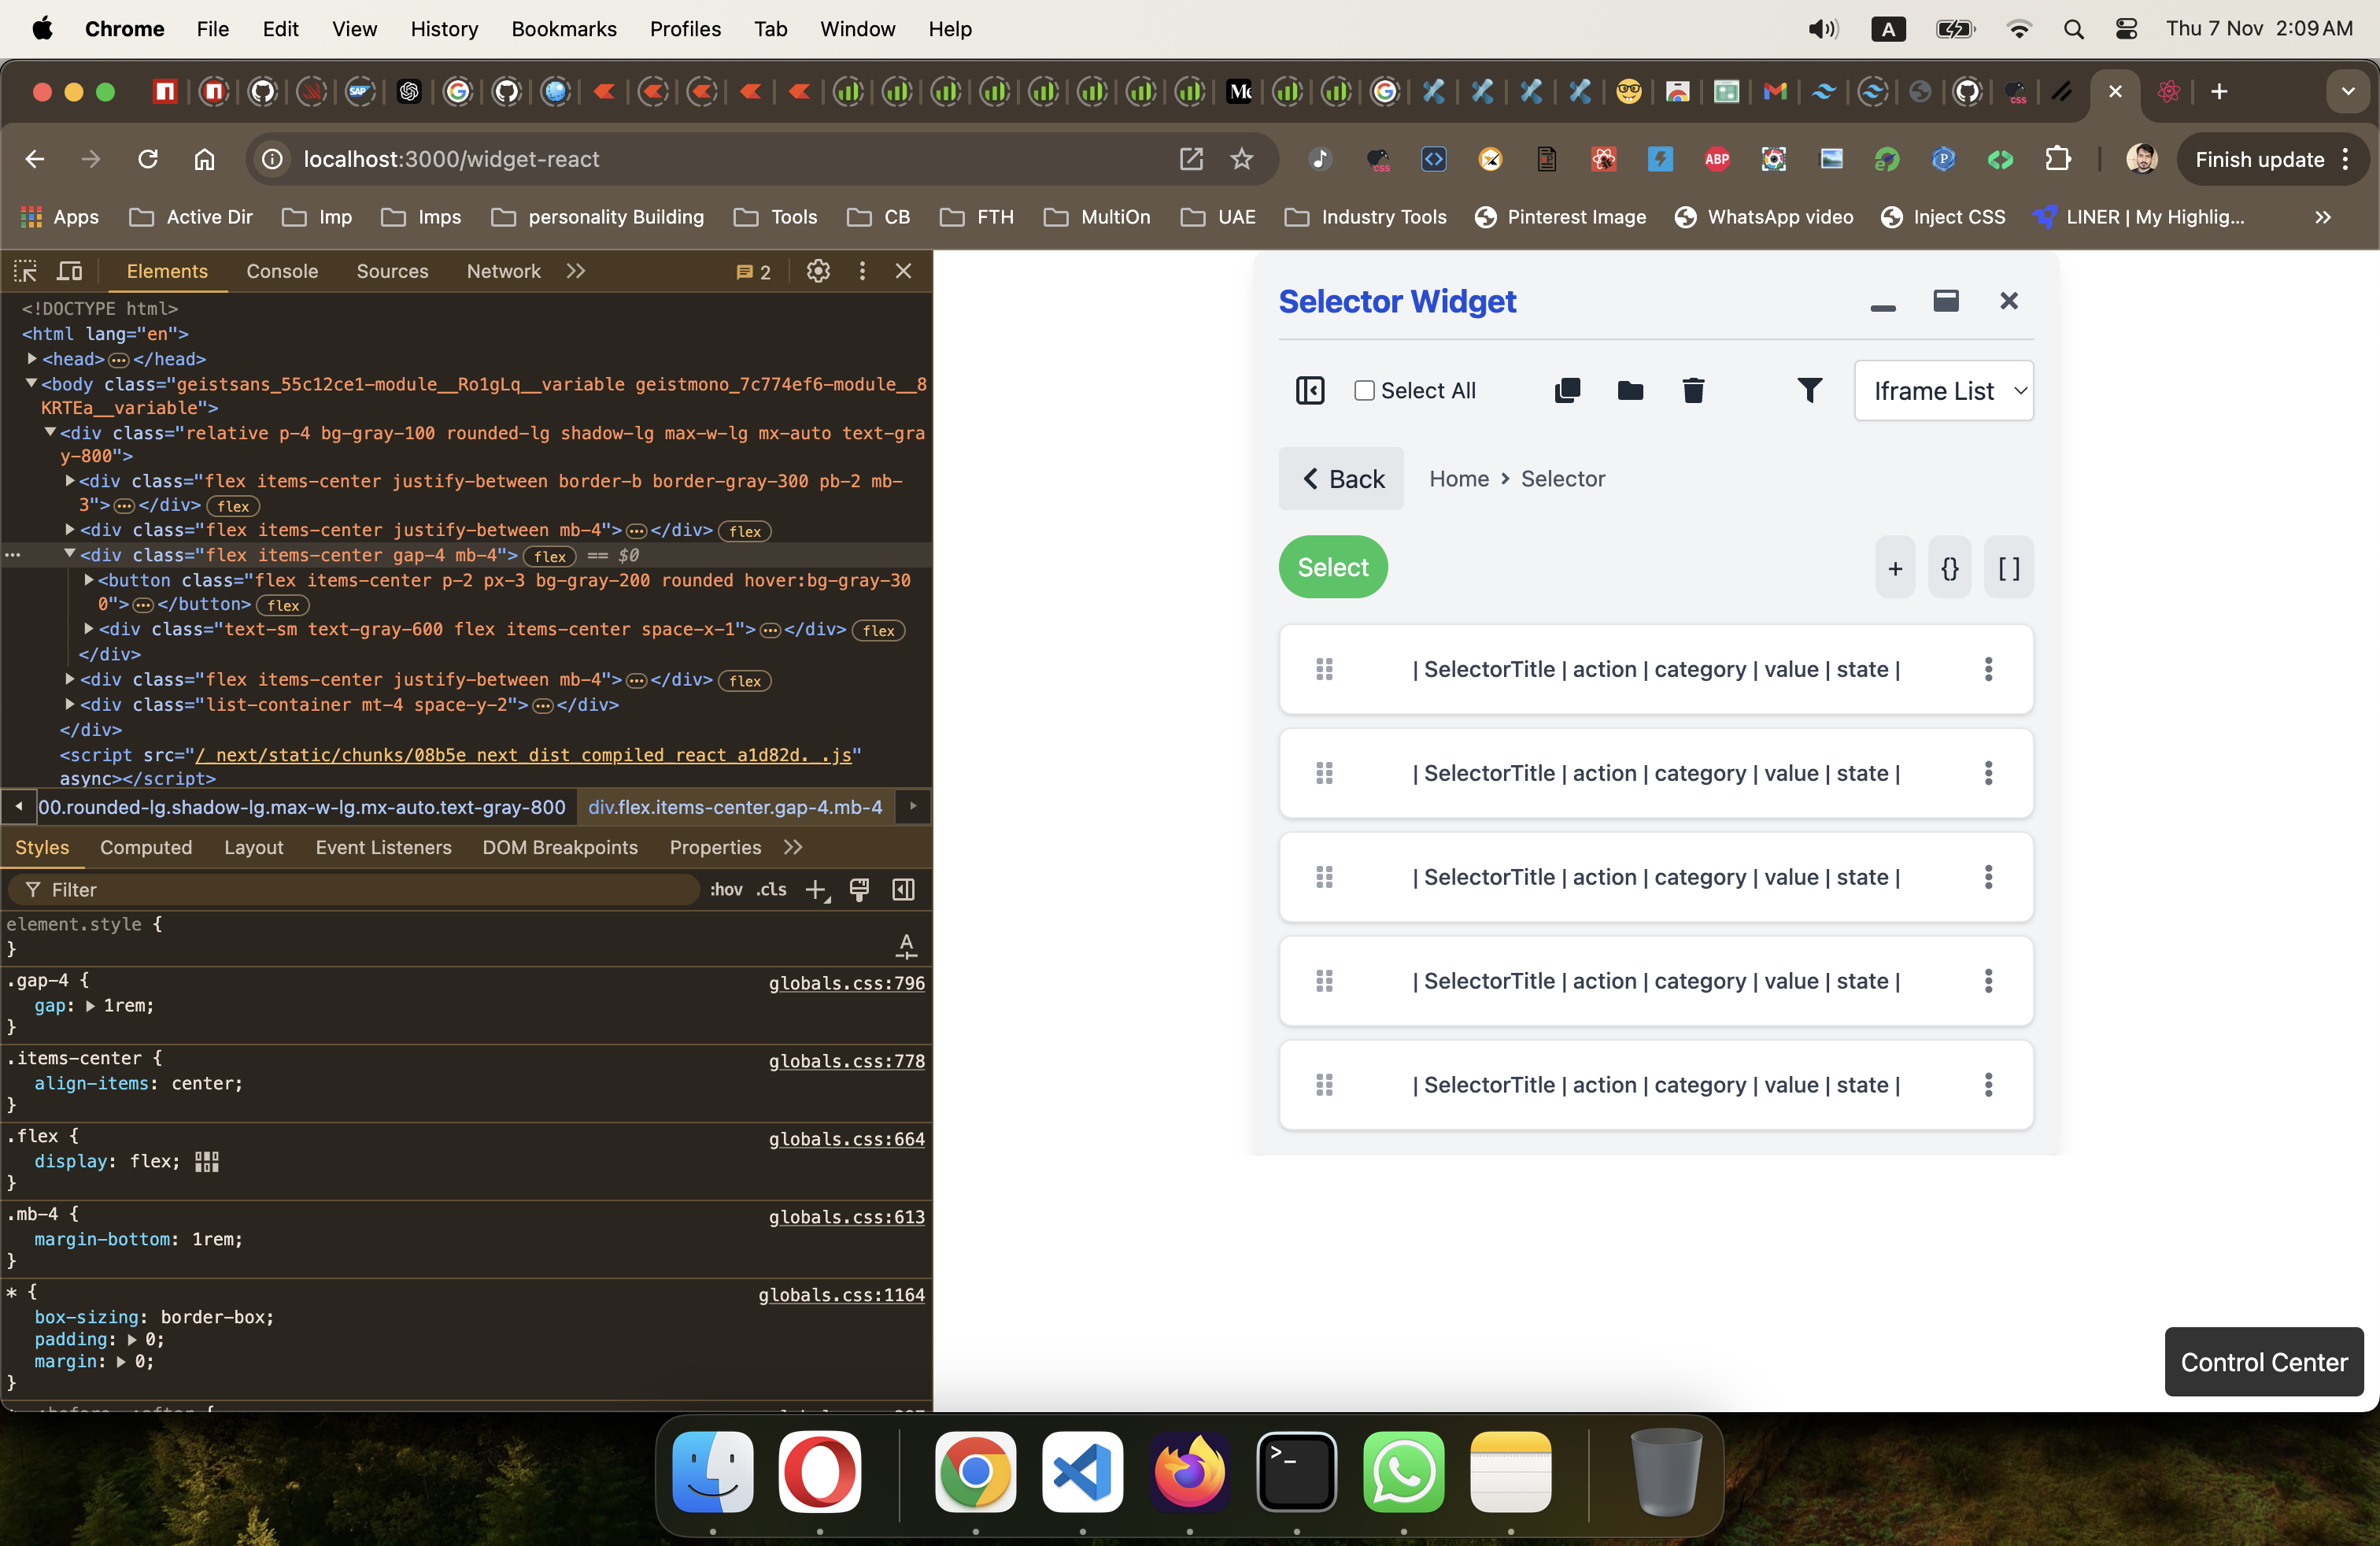 Chrome File Edit View History Bookmarks Profiles Tab Window Help A Thu 7 Nov 2:09 AM
localhost:3000/widget-react ABP Finish update
Apps Active Dir Imp Imps personality Building Tools CB FTH MultiOn UAE Industry Tools Pinterest Image WhatsApp video Inject CSS LINER | My Highlig... »
Elements Console Sources Network » 2
<!DOCTYPE html>
<html lang="en">
<head>…</head>
<body class="geistsans_55c12ce1-module__Ro1gLq__variable geistmono_7c774ef6-module__8
KRTEa__variable">
<div class="relative p-4 bg-gray-100 rounded-lg shadow-lg max-w-lg mx-auto text-gra
y-800">
<div class="flex items-center justify-between border-b border-gray-300 pb-2 mb-
3">…</div> flex
<div class="flex items-center justify-between mb-4">…</div> flex
<div class="flex items-center gap-4 mb-4"> flex == $0
<button class="flex items-center p-2 px-3 bg-gray-200 rounded hover:bg-gray-30
0">…</button> flex
<div class="text-sm text-gray-600 flex items-center space-x-1">…</div> flex
</div>
<div class="flex items-center justify-between mb-4">…</div> flex
<div class="list-container mt-4 space-y-2">…</div>
</div>
<script src="/_next/static/chunks/08b5e_next_dist_compiled_react_a1d82d._.js"
async></script>
00.rounded-lg.shadow-lg.max-w-lg.mx-auto.text-gray-800 div.flex.items-center.gap-4.mb-4
Styles Computed Layout Event Listeners DOM Breakpoints Properties »
Filter :hov .cls
element.style {
}
.gap-4 { globals.css:796
gap: 1rem;
}
.items-center { globals.css:778
align-items: center;
}
.flex { globals.css:664
display: flex;
}
.mb-4 { globals.css:613
margin-bottom: 1rem;
}
* { globals.css:1164
box-sizing: border-box;
padding: 0;
margin: 0;
}
Selector Widget
Select All Iframe List
Back Home > Selector
Select + {} [ ]
| SelectorTitle | action | category | value | state |
| SelectorTitle | action | category | value | state |
| SelectorTitle | action | category | value | state |
| SelectorTitle | action | category | value | state |
| SelectorTitle | action | category | value | state |
Control Center